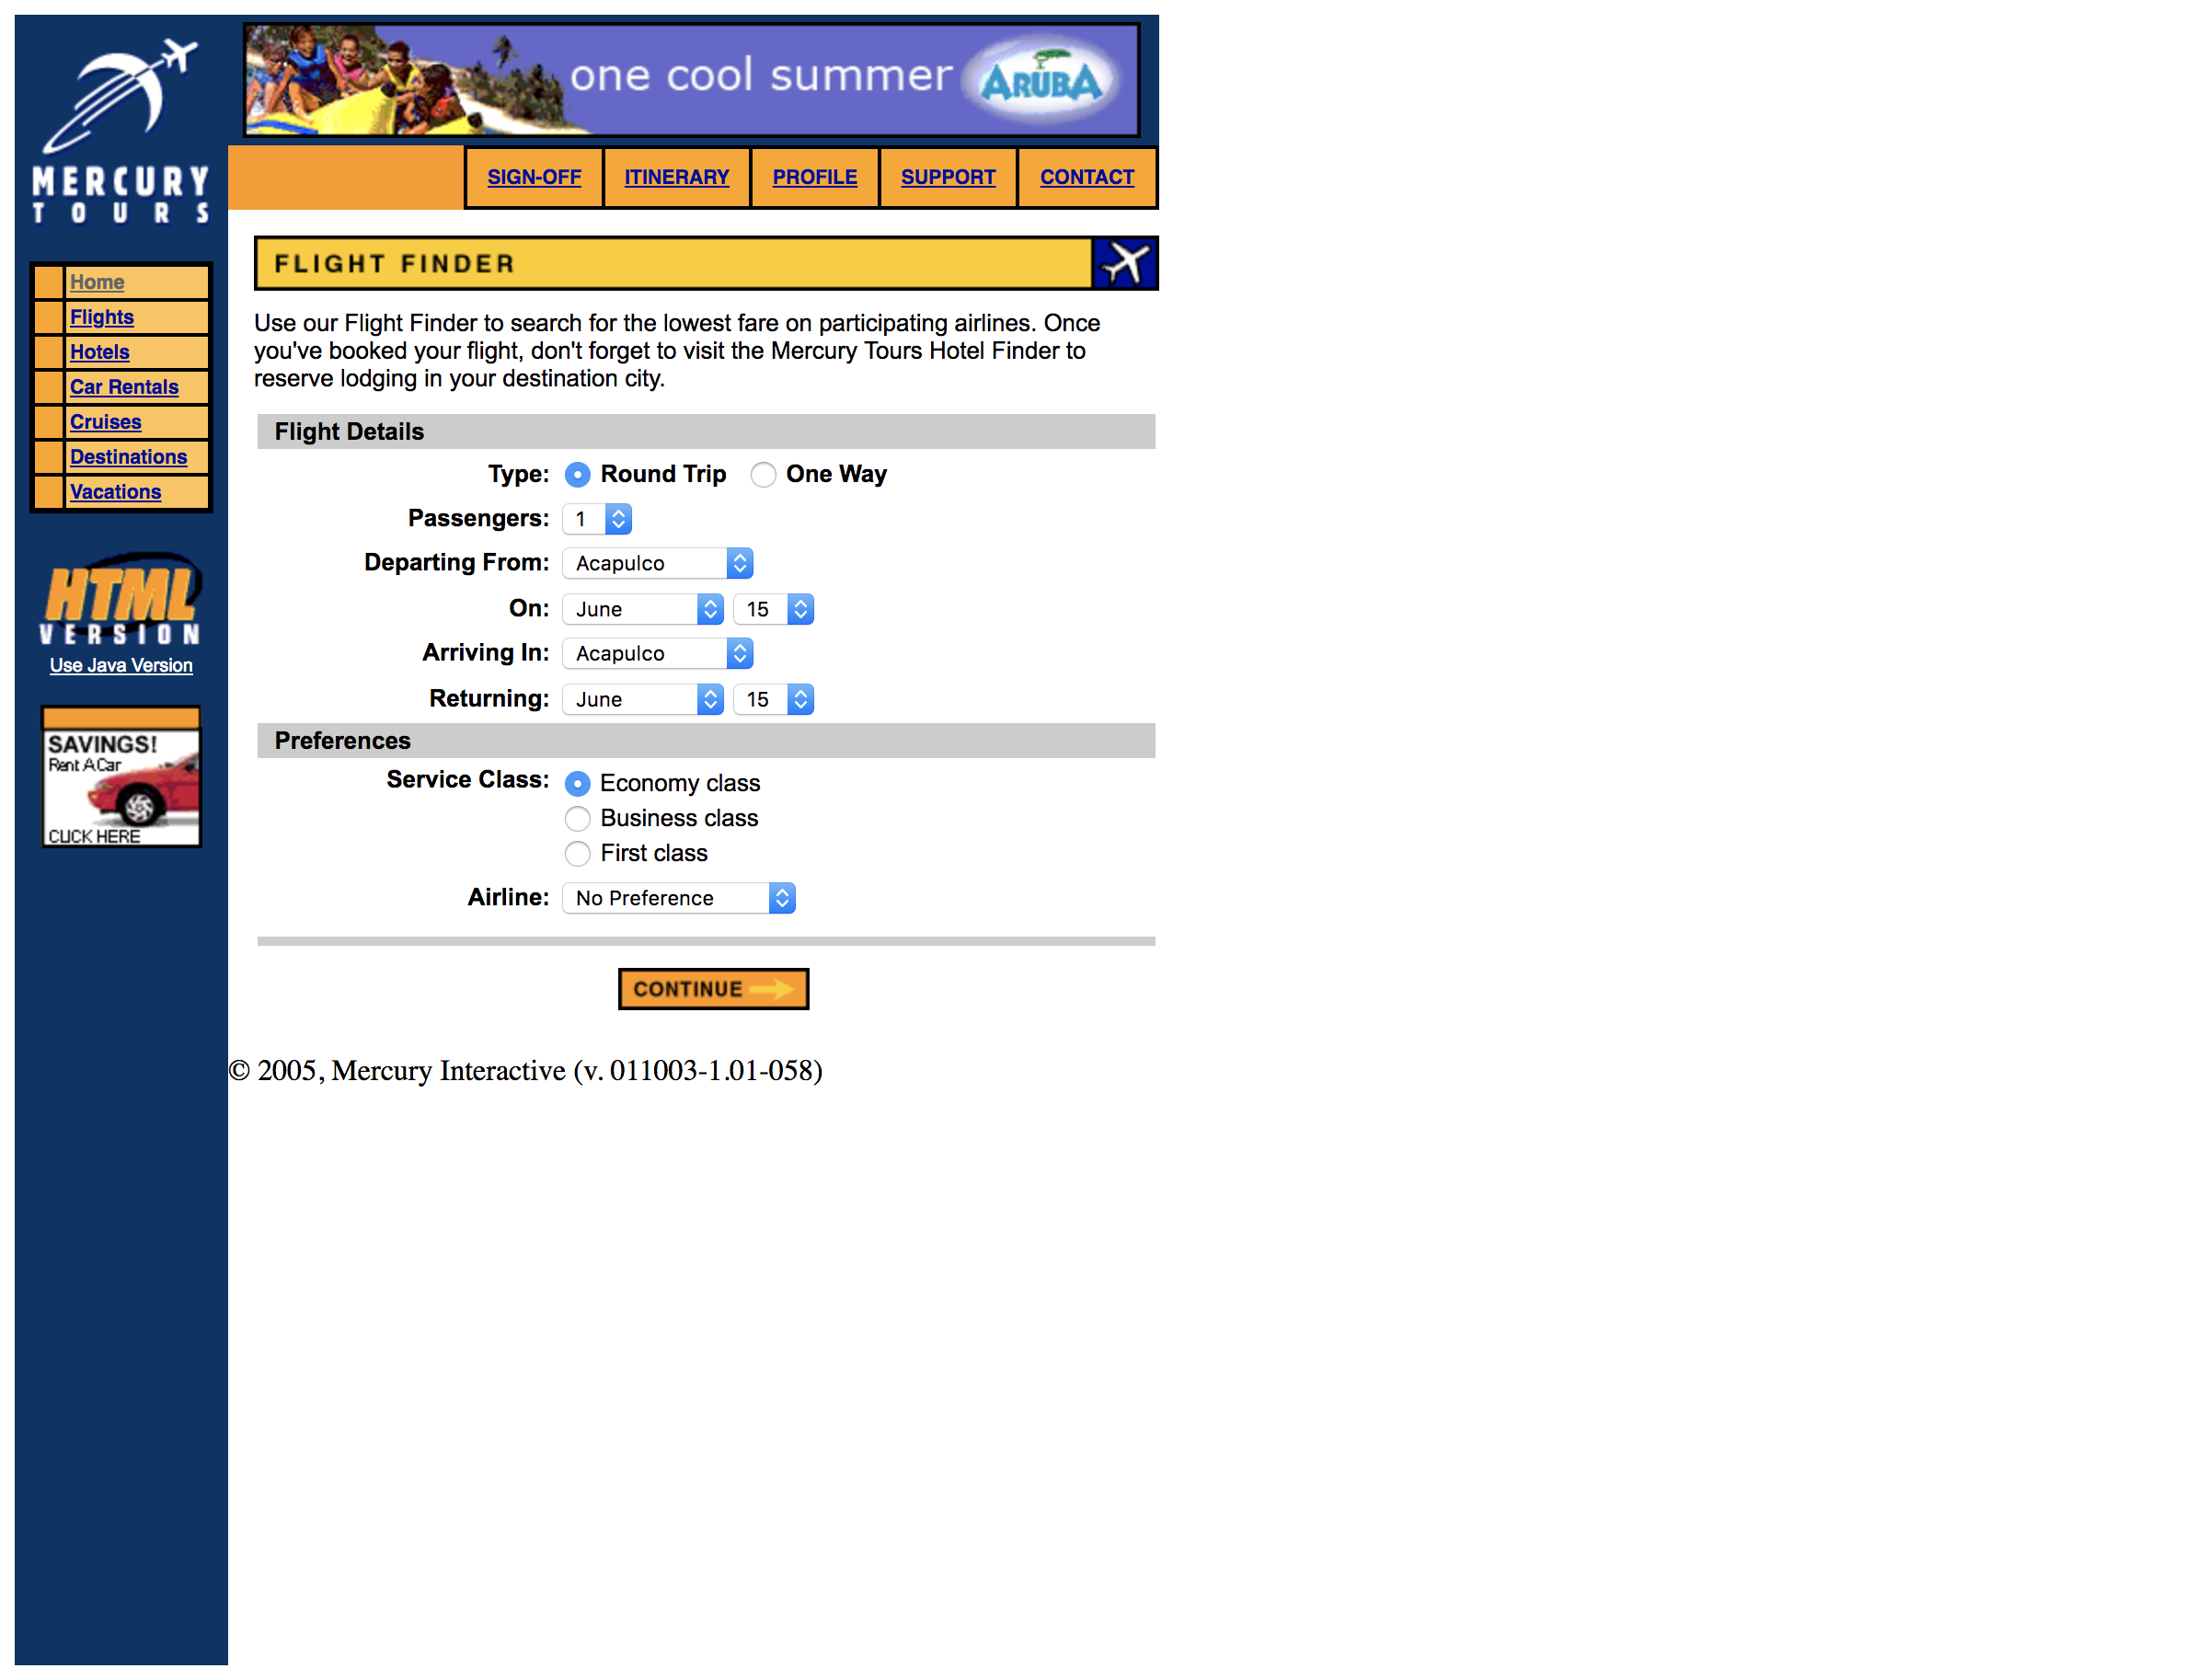 one cool summer ARUBA
MERCURY
TOURS
SIGN-OFF ITINERARY PROFILE SUPPORT CONTACT
Home
Flights
Hotels
Car Rentals
Cruises
Destinations
Vacations
HTML
VERSION
Use Java Version
SAVINGS!
Rent A Car
CLICK HERE
FLIGHT FINDER
Use our Flight Finder to search for the lowest fare on participating airlines. Once
you've booked your flight, don't forget to visit the Mercury Tours Hotel Finder to
reserve lodging in your destination city.
Flight Details
Type: Round Trip One Way
Passengers: 1
Departing From: Acapulco
On: June 15
Arriving In: Acapulco
Returning: June 15
Preferences
Service Class: Economy class
Business class
First class
Airline: No Preference
CONTINUE
© 2005, Mercury Interactive (v. 011003-1.01-058)